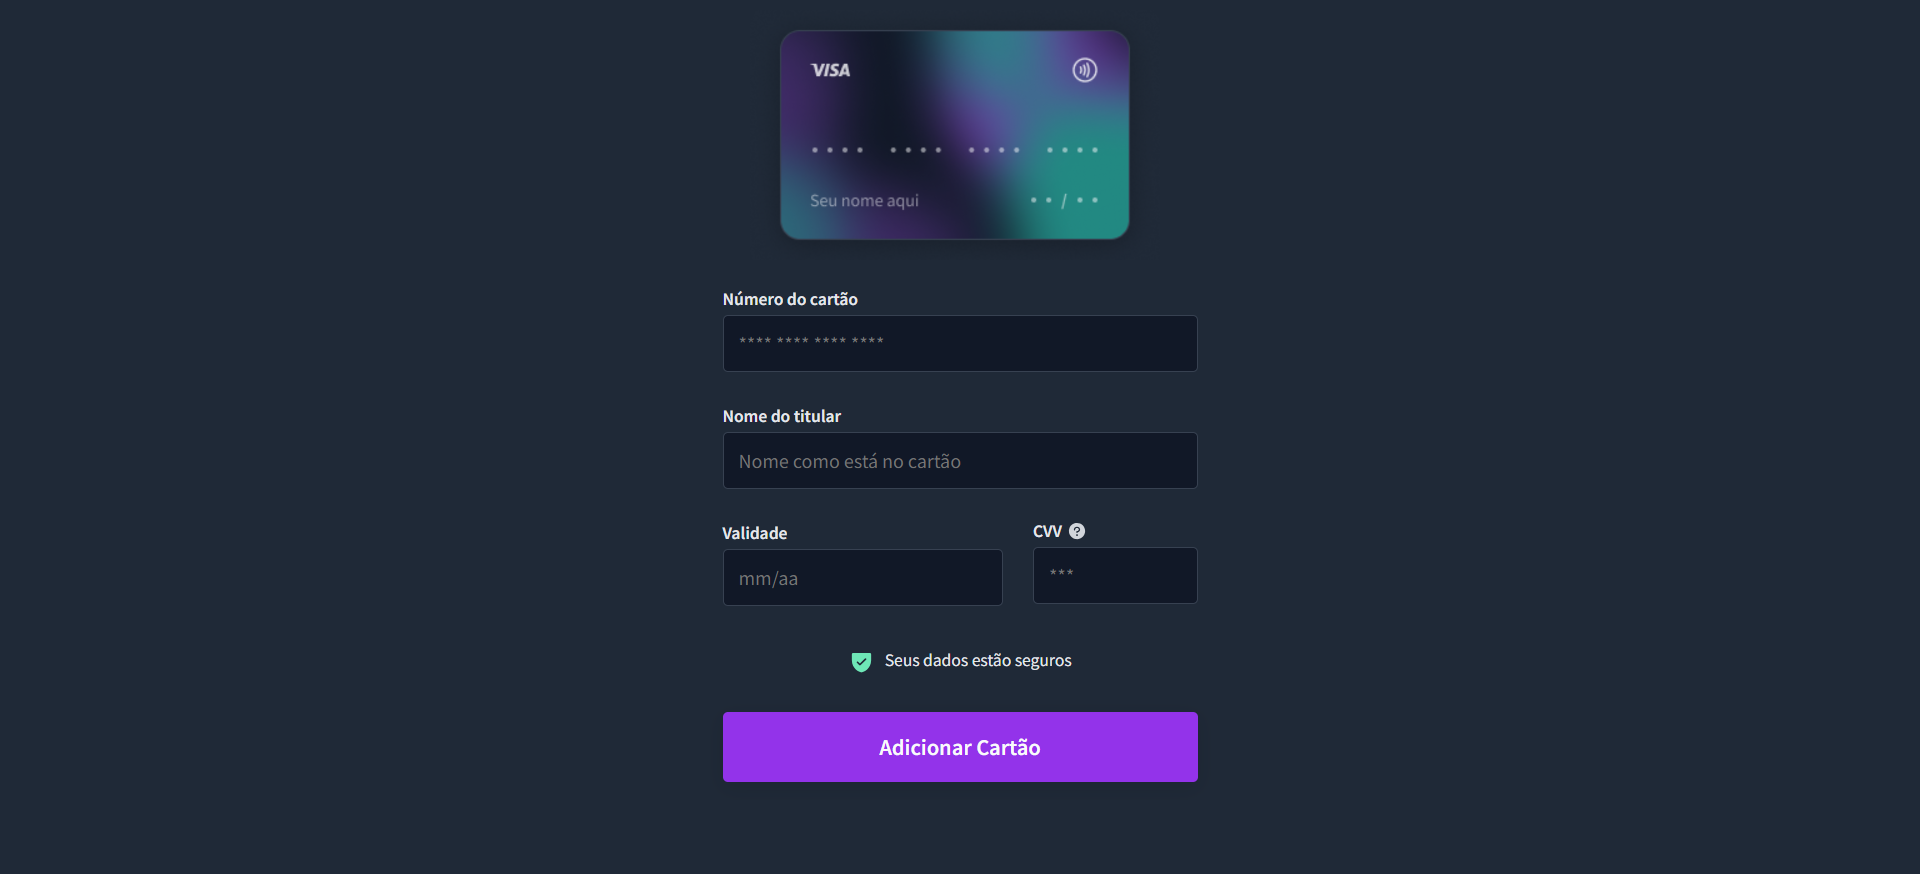 VISA
•••• •••• •••• ••••
Seu nome aqui ••/••
Número do cartão
**** **** **** ****
Nome do titular
Nome como está no cartão
Validade CVV ?
mm/aa ***
Seus dados estão seguros
Adicionar Cartão